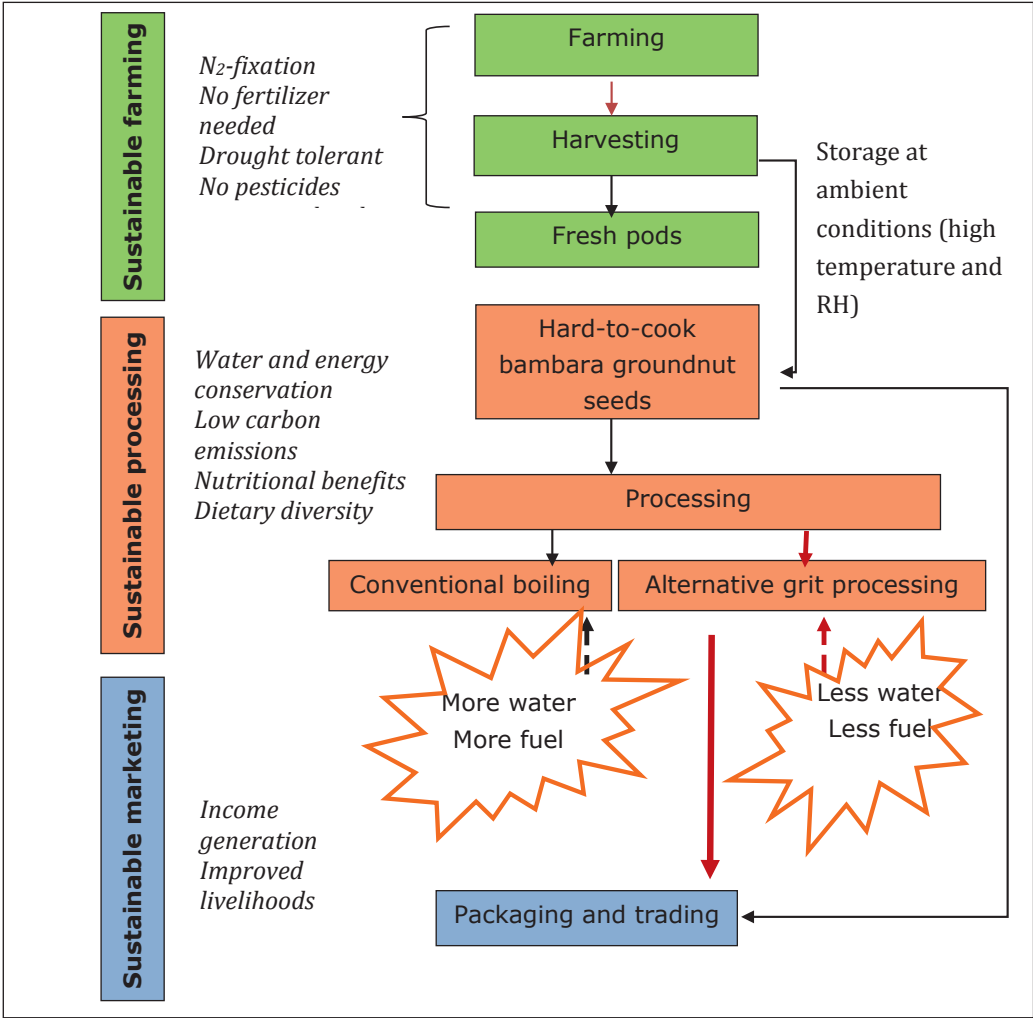 Sustainable farming
N2-fixation
No fertilizer
needed
Drought tolerant
No pesticides
Farming
Harvesting
Fresh pods
Storage at
ambient
conditions (high
temperature and
RH)
Sustainable processing
Water and energy
conservation
Low carbon
emissions
Nutritional benefits
Dietary diversity
Hard-to-cook
bambara groundnut
seeds
Processing
Conventional boiling
Alternative grit processing
More water
More fuel
Less water
Less fuel
Sustainable marketing
Income
generation
Improved
livelihoods
Packaging and trading